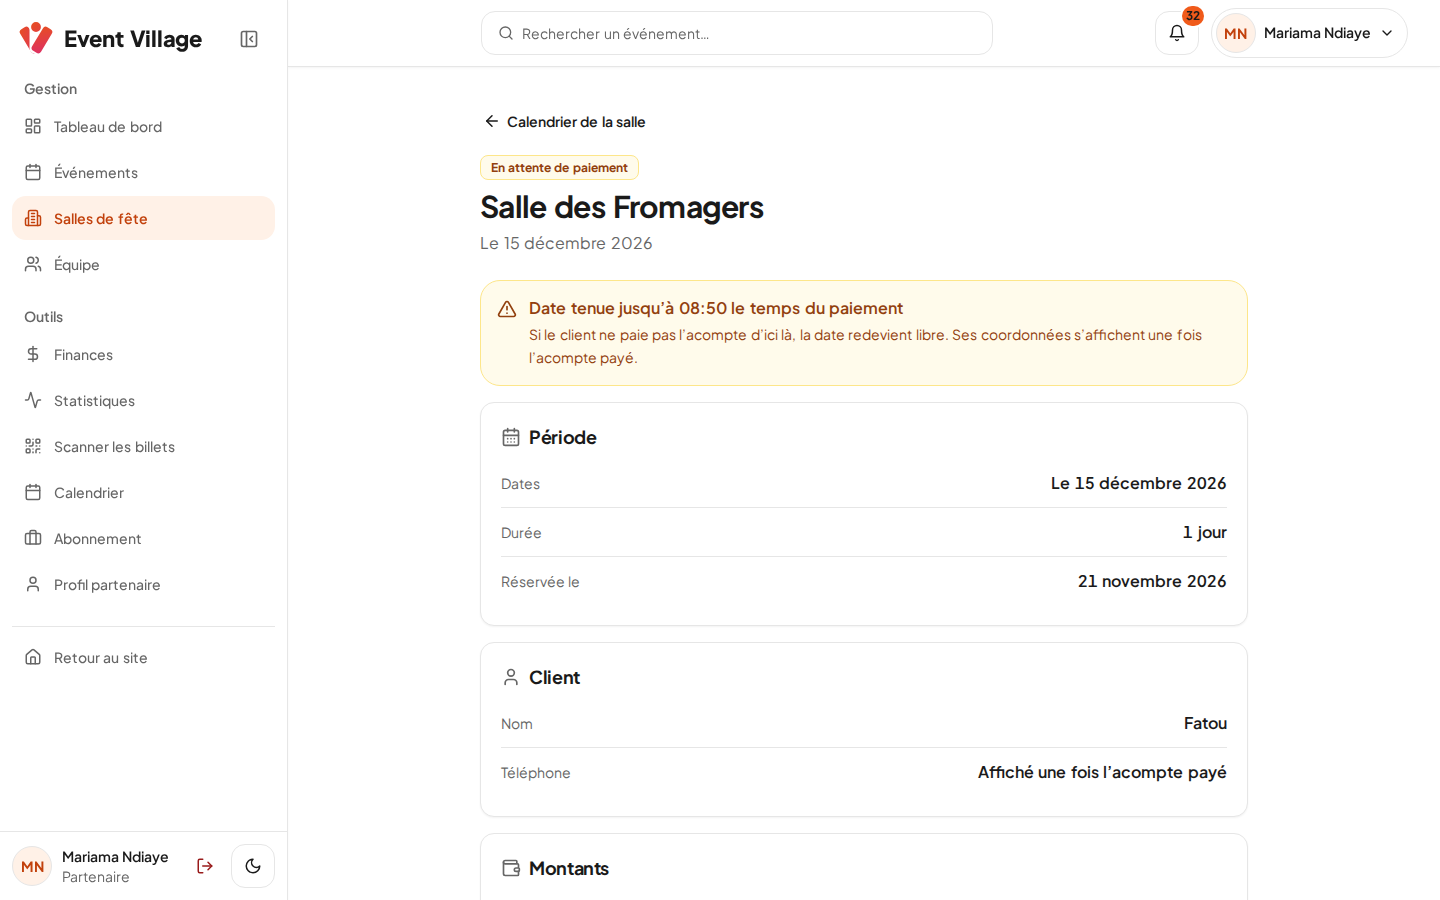 Event Village
Gestion
Tableau de bord
Événements
Salles de fête
Équipe
Outils
Finances
Statistiques
Scanner les billets
Calendrier
Abonnement
Profil partenaire
Retour au site
MN
Mariama Ndiaye
Partenaire
Rechercher un événement…
32
MN
Mariama Ndiaye
Calendrier de la salle
En attente de paiement
Salle des Fromagers
Le 15 décembre 2026
Date tenue jusqu’à 08:50 le temps du paiement
Si le client ne paie pas l’acompte d’ici là, la date redevient libre. Ses coordonnées s’affichent une fois
l’acompte payé.
Période
Dates
Le 15 décembre 2026
Durée
1 jour
Réservée le
21 novembre 2026
Client
Nom
Fatou
Téléphone
Affiché une fois l’acompte payé
Montants